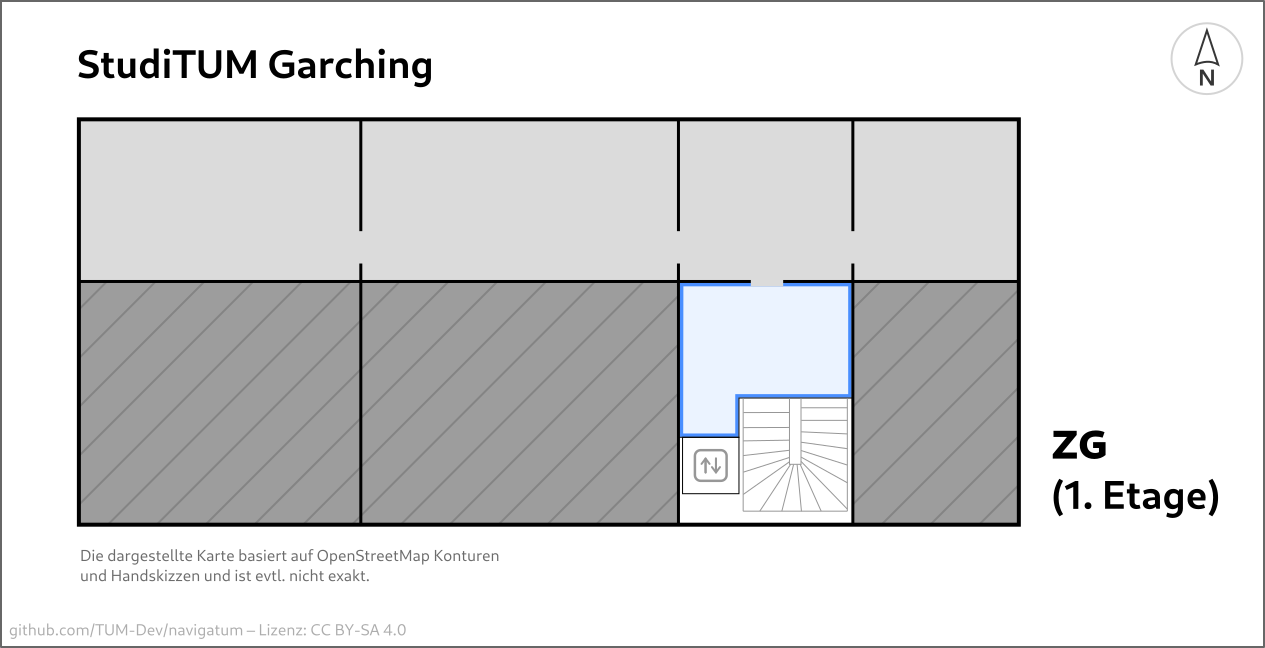 StudiTUM Garching
N
ZG
(1. Etage)
Die dargestellte Karte basiert auf OpenStreetMap Konturen
und Handskizzen und ist evtl. nicht exakt.
github.com/TUM-Dev/navigatum – Lizenz: CC BY-SA 4.0